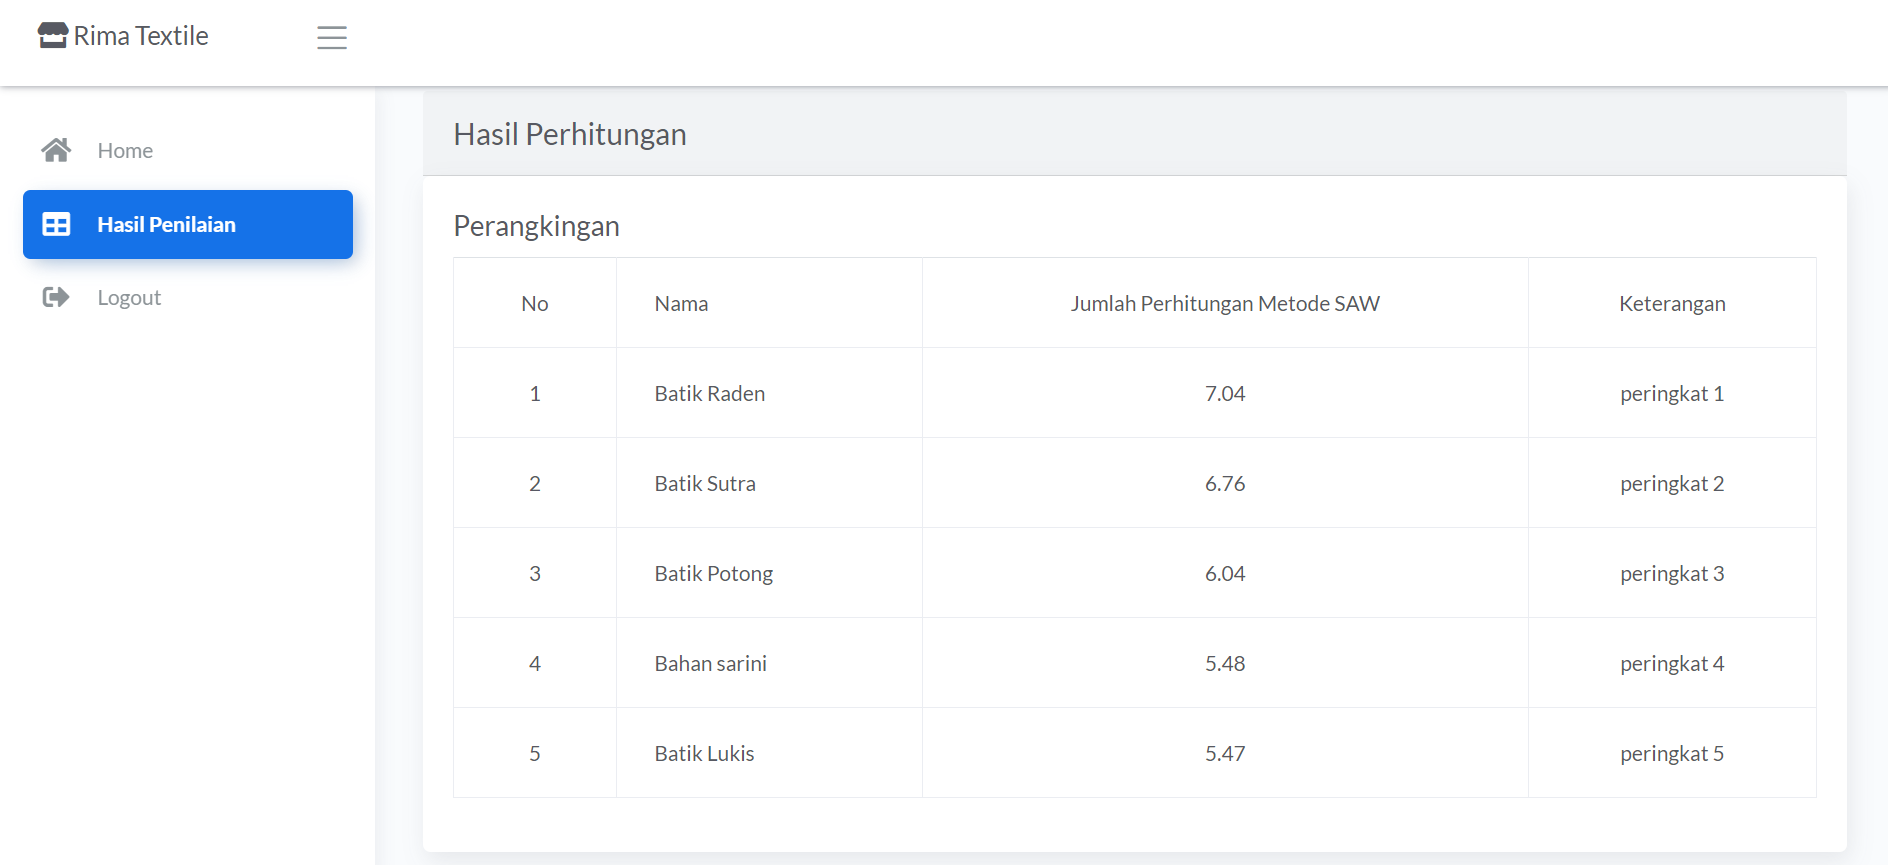 Rima Textile
Home
Hasil Penilaian
Logout
Hasil Perhitungan
Perangkingan
No Nama Jumlah Perhitungan Metode SAW Keterangan
1 Batik Raden 7.04 peringkat 1
2 Batik Sutra 6.76 peringkat 2
3 Batik Potong 6.04 peringkat 3
4 Bahan sarini 5.48 peringkat 4
5 Batik Lukis 5.47 peringkat 5